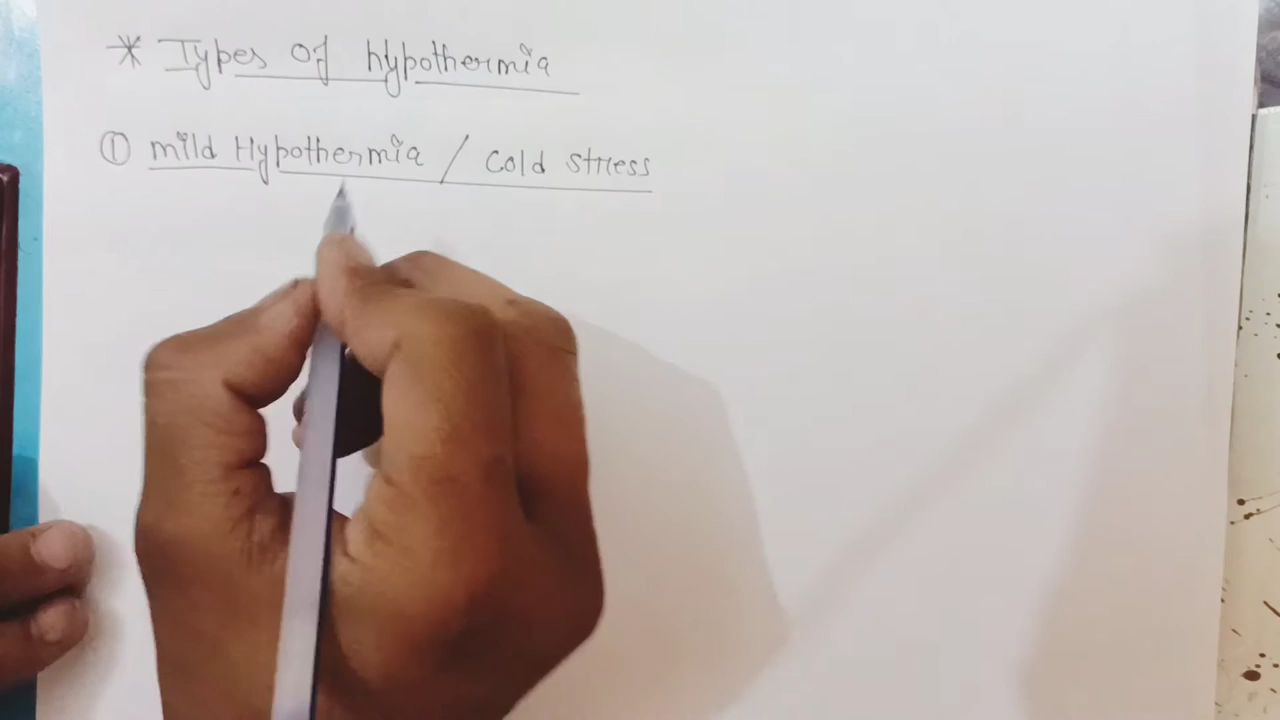 * Types of hypothermia
① mild Hypothermia / cold stress